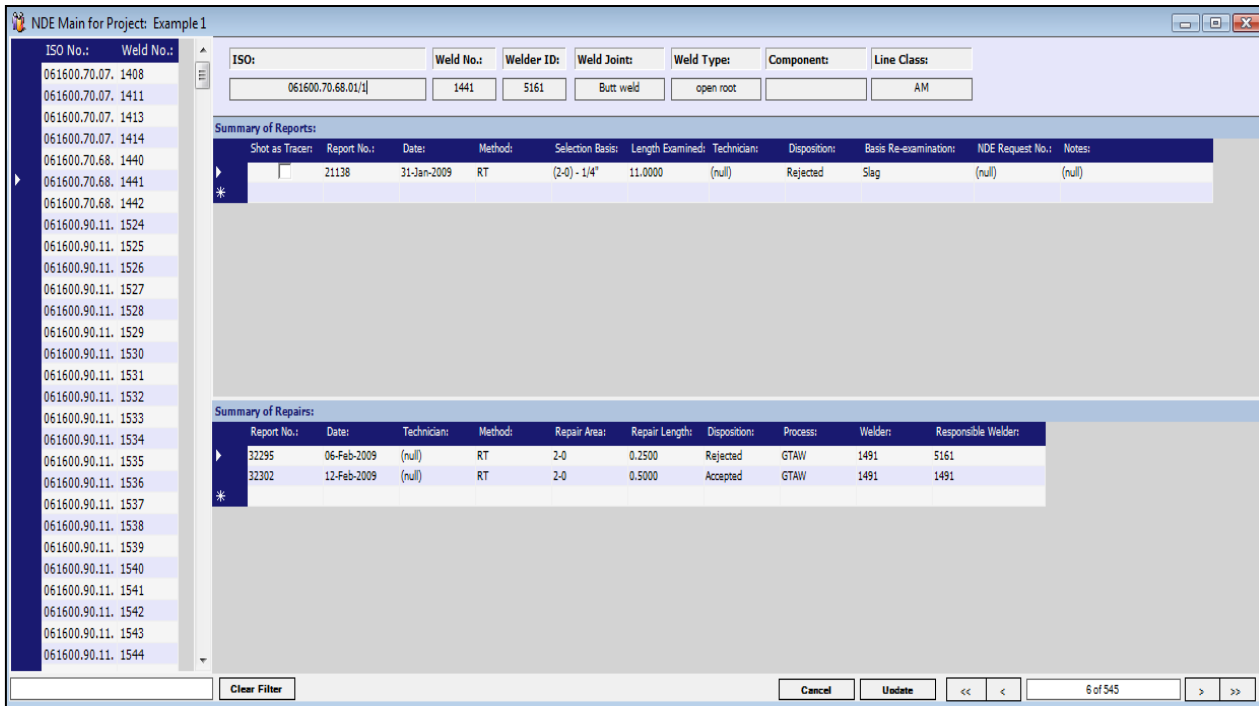 NDE Main for Project: Example 1
ISO No.: Weld No.:
061600.70.07. 1408
061600.70.07. 1411
061600.70.07. 1413
061600.70.07. 1414
061600.70.68. 1440
061600.70.68. 1441
061600.70.68. 1442
061600.90.11. 1524
061600.90.11. 1525
061600.90.11. 1526
061600.90.11. 1527
061600.90.11. 1528
061600.90.11. 1529
061600.90.11. 1530
061600.90.11. 1531
061600.90.11. 1532
061600.90.11. 1533
061600.90.11. 1534
061600.90.11. 1535
061600.90.11. 1536
061600.90.11. 1537
061600.90.11. 1538
061600.90.11. 1539
061600.90.11. 1540
061600.90.11. 1541
061600.90.11. 1542
061600.90.11. 1543
061600.90.11. 1544
ISO: Weld No.: Welder ID: Weld Joint: Weld Type: Component: Line Class:
061600.70.68.01/1 1441 5161 Butt weld open root AM
Summary of Reports:
Shot as Tracer: Report No.: Date: Method: Selection Basis: Length Examined: Technician: Disposition: Basis Re-examination: NDE Request No.: Notes:
21138 31-Jan-2009 RT (2-0) - 1/4" 11.0000 (null) Rejected Slag (null) (null)
Summary of Repairs:
Report No.: Date: Technician: Method: Repair Area: Repair Length: Disposition: Process: Welder: Responsible Welder:
32295 06-Feb-2009 (null) RT 2-0 0.2500 Rejected GTAW 1491 5161
32302 12-Feb-2009 (null) RT 2-0 0.5000 Accepted GTAW 1491 1491
Clear Filter Cancel Update << < 6 of 545 > >>